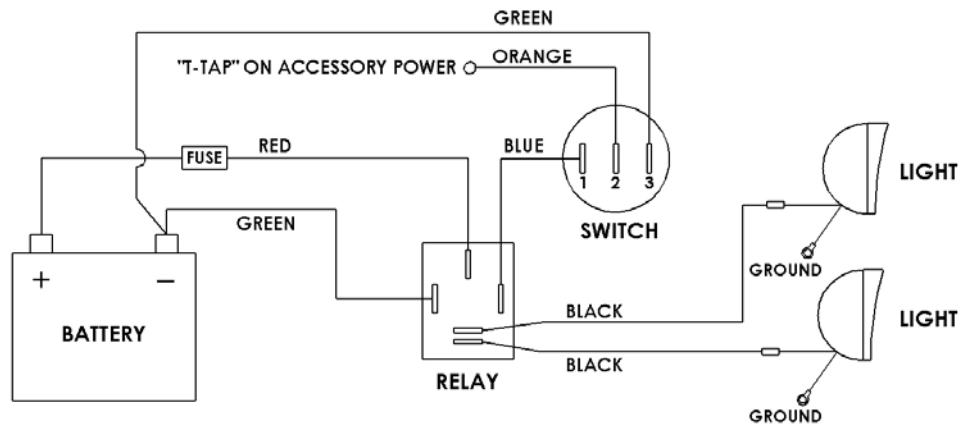 GREEN
"T-TAP" ON ACCESSORY POWER
ORANGE
FUSE
RED
BLUE
1 2 3
SWITCH
LIGHT
GREEN
GROUND
+ −
BATTERY
BLACK
LIGHT
BLACK
RELAY
GROUND